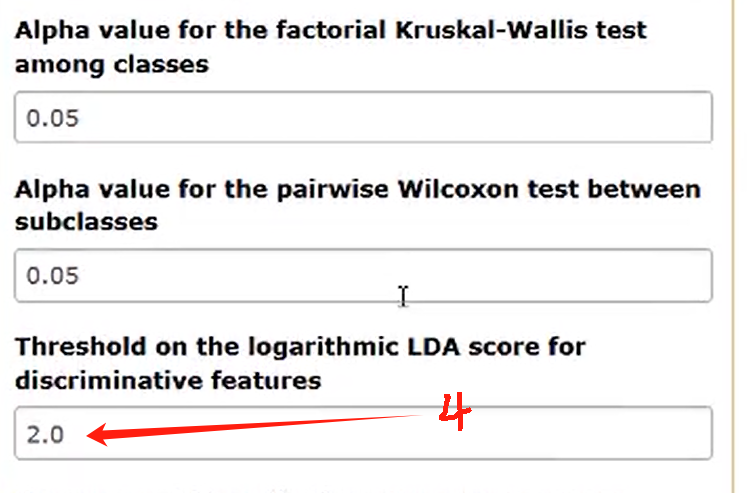 Alpha value for the factorial Kruskal-Wallis test
among classes
0.05
Alpha value for the pairwise Wilcoxon test between
subclasses
0.05
Threshold on the logarithmic LDA score for
discriminative features
4
2.0